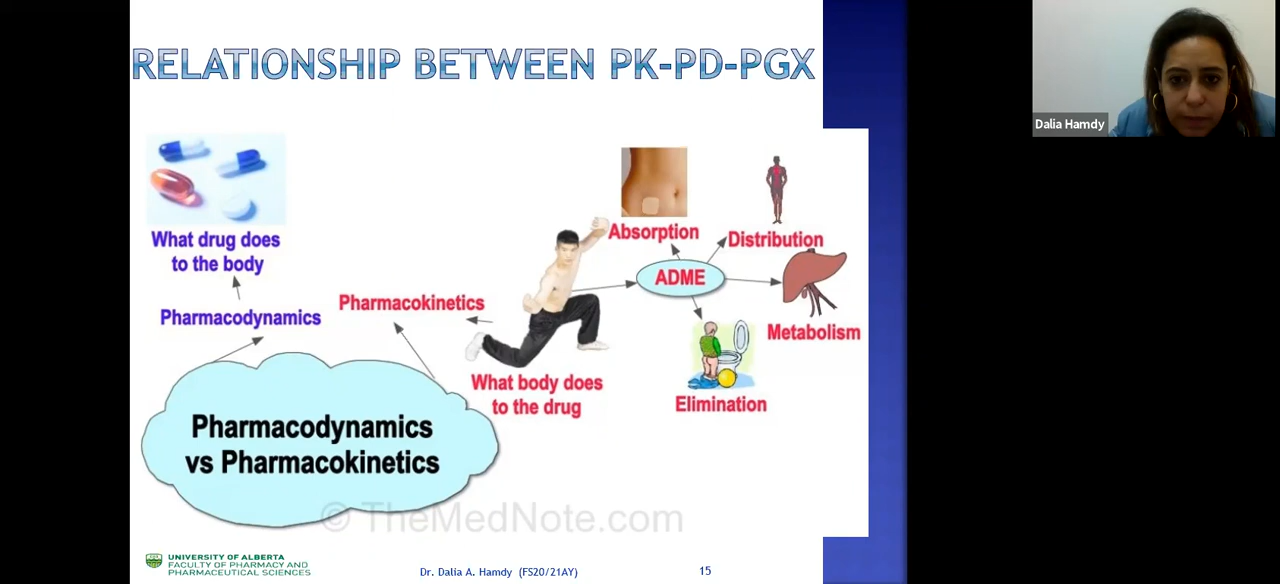 RELATIONSHIP BETWEEN PK-PD-PGX
Dalia Hamdy
What drug does
to the body
Pharmacodynamics
Pharmacokinetics
What body does
to the drug
Absorption
Distribution
ADME
Metabolism
Elimination
Pharmacodynamics
vs Pharmacokinetics
© TheMedNote.com
UNIVERSITY OF ALBERTA
FACULTY OF PHARMACY AND
PHARMACEUTICAL SCIENCES
Dr. Dalia A. Hamdy (FS20/21AY)
15